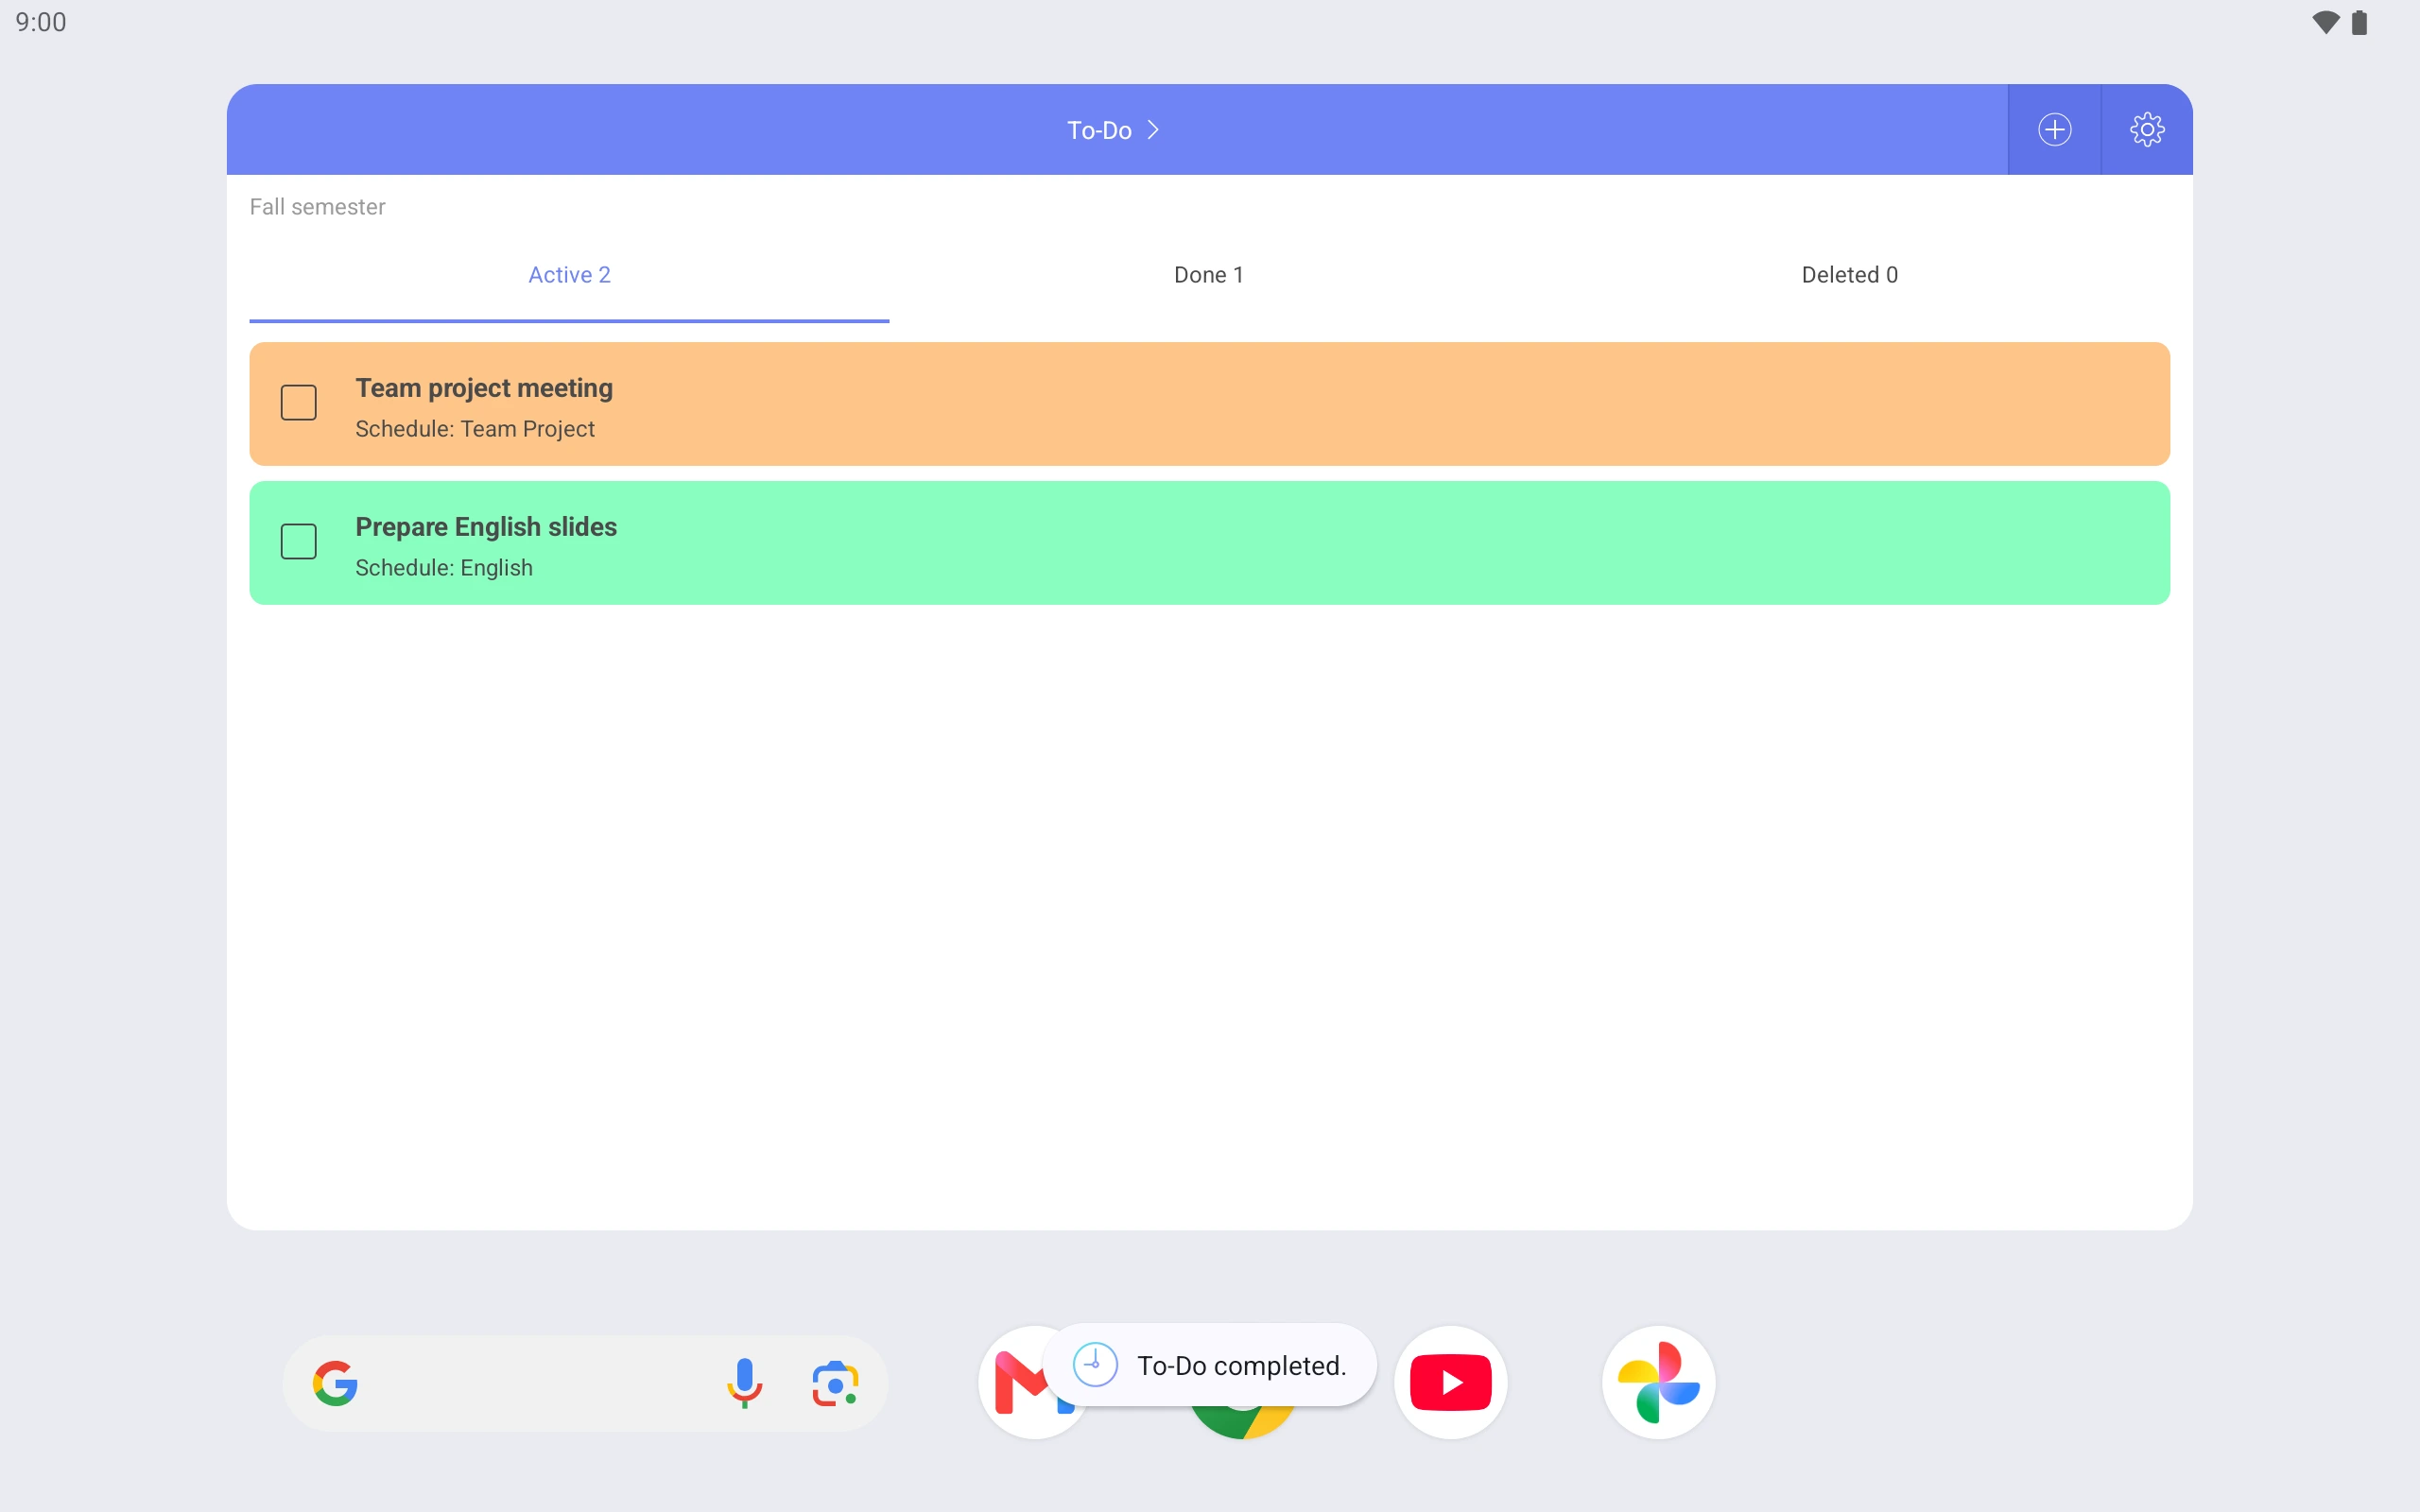 9:00
To-Do
Fall semester
Active 2
Done 1
Deleted 0
Team project meeting
Schedule: Team Project
Prepare English slides
Schedule: English
To-Do completed.